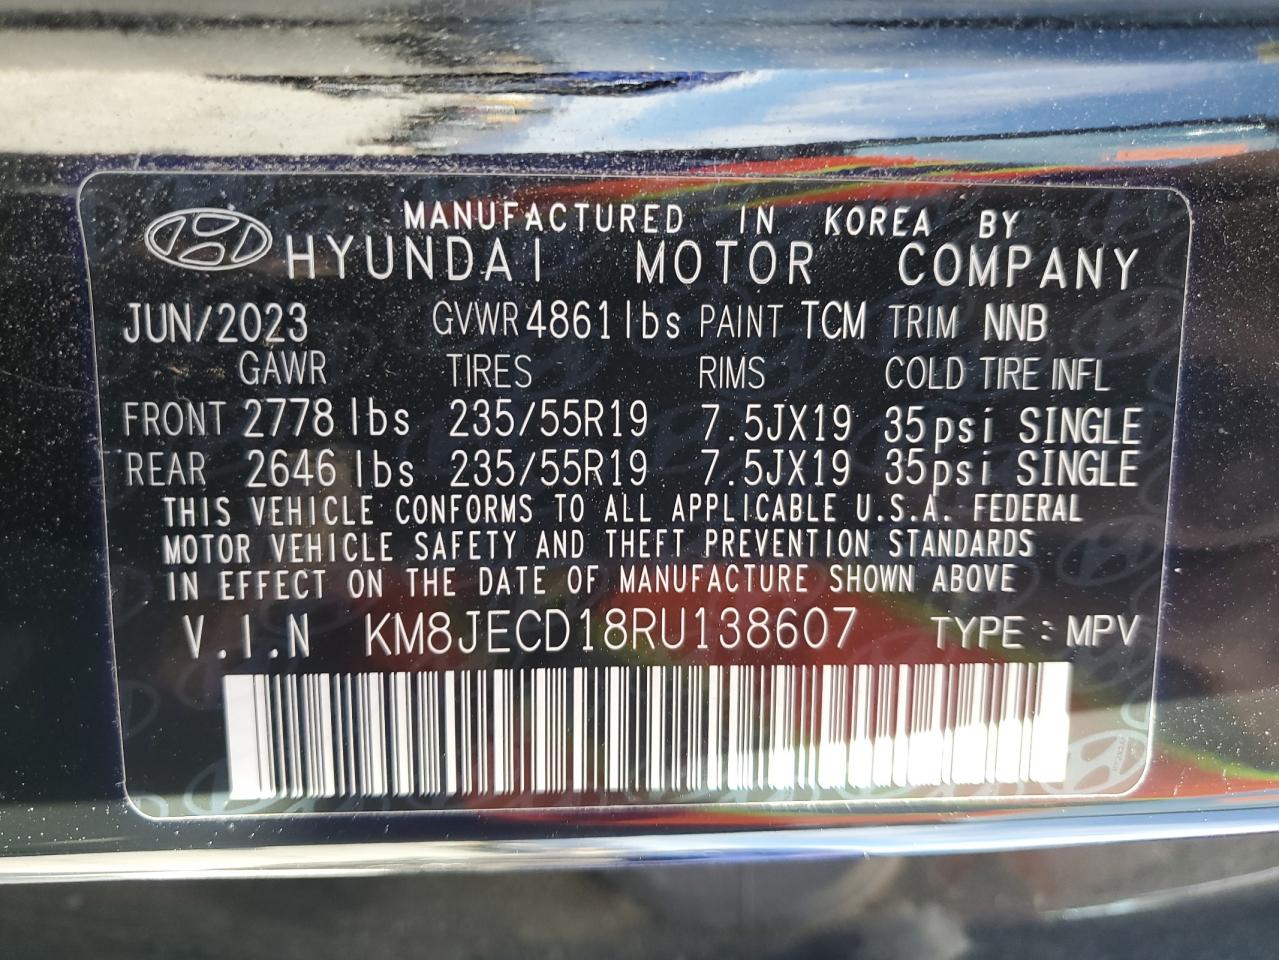 MANUFACTURED IN KOREA BY
HYUNDAI MOTOR COMPANY
JUN/2023 GVWR 4861lbs PAINT TCM TRIM NNB
GAWR TIRES RIMS COLD TIRE INFL
FRONT 2778 lbs 235/55R19 7.5JX19 35psi SINGLE
REAR 2646 lbs 235/55R19 7.5JX19 35psi SINGLE
THIS VEHICLE CONFORMS TO ALL APPLICABLE U.S.A. FEDERAL
MOTOR VEHICLE SAFETY AND THEFT PREVENTION STANDARDS
IN EFFECT ON THE DATE OF MANUFACTURE SHOWN ABOVE
V.I.N KM8JECD18RU138607 TYPE : MPV